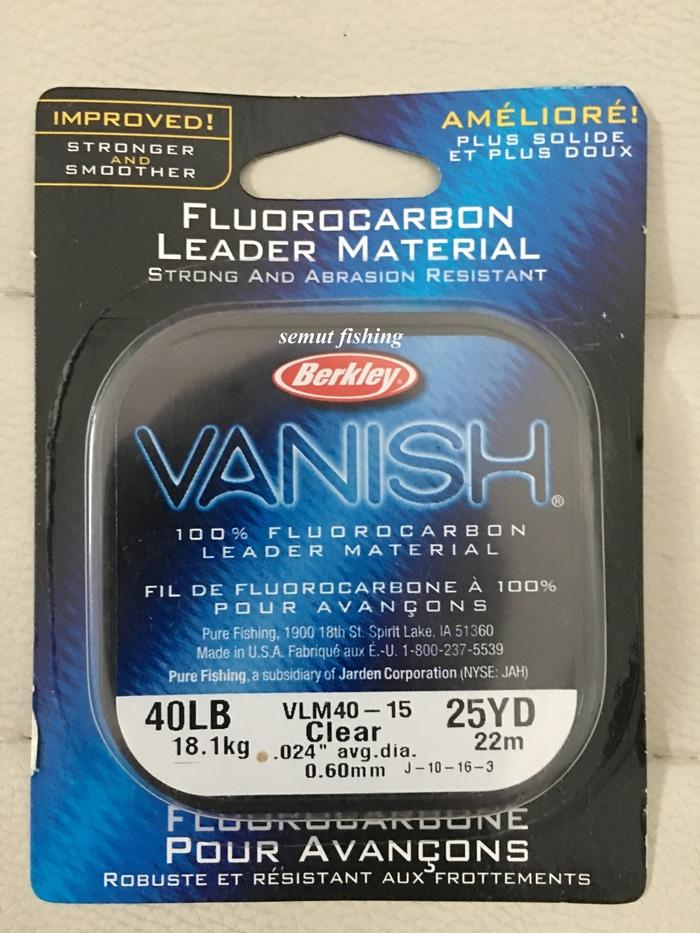 IMPROVED!
STRONGER
AND
SMOOTHER
AMÉLIORÉ!
PLUS SOLIDE
ET PLUS DOUX
FLUOROCARBON
LEADER MATERIAL
STRONG AND ABRASION RESISTANT
semut fishing
Berkley®
VANISH®
100% FLUOROCARBON
LEADER MATERIAL
FIL DE FLUOROCARBONE À 100%
POUR AVANÇONS
Pure Fishing, 1900 18th St. Spirit Lake, IA 51360
Made in U.S.A. Fabriqué aux É.-U. 1-800-237-5539
Pure Fishing, a subsidiary of Jarden Corporation (NYSE: JAH)
40LB VLM40-15 25YD
Clear
18.1kg .024" avg.dia. 22m
0.60mm J-10-16-3
FLUOROCARBONE
POUR AVANÇONS
ROBUSTE ET RÉSISTANT AUX FROTTEMENTS